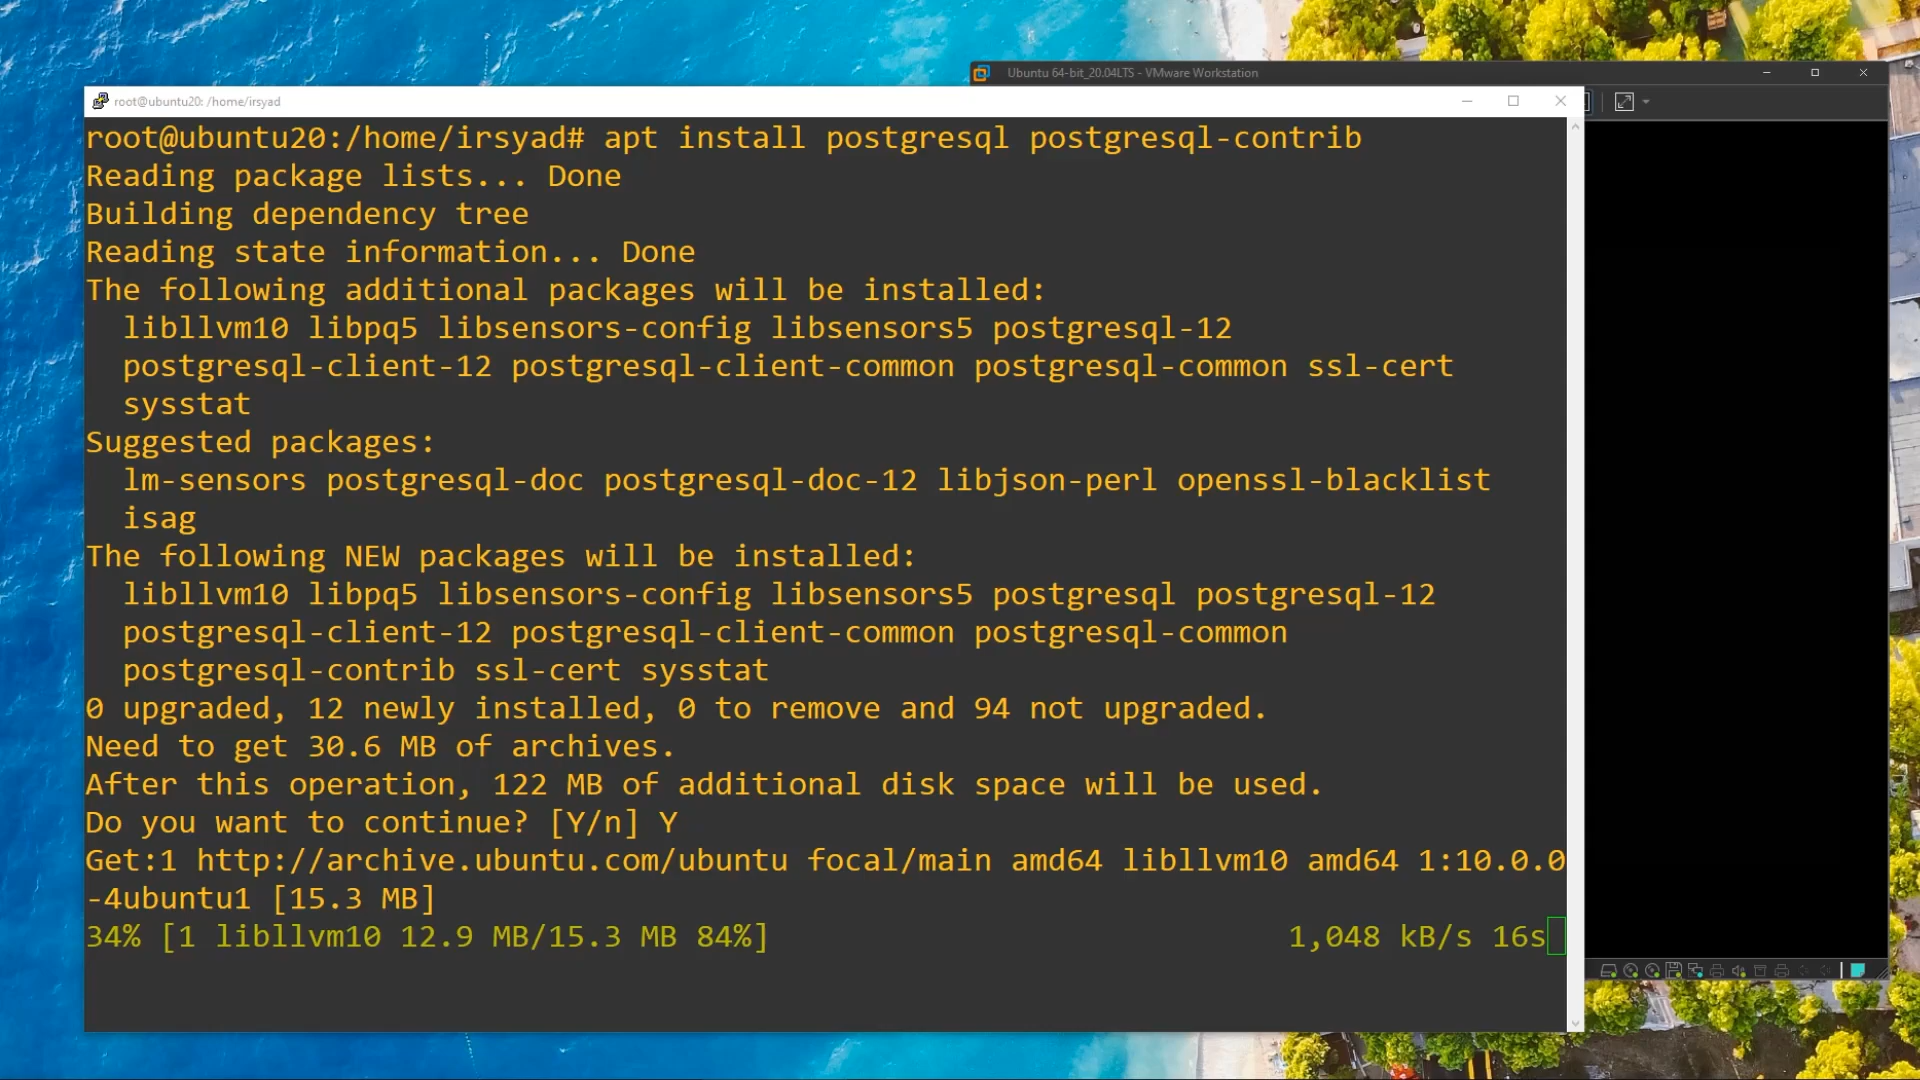 Ubuntu 64-bit_20.04LTS - VMware Workstation
root@ubuntu20: /home/irsyad
root@ubuntu20:/home/irsyad# apt install postgresql postgresql-contrib
Reading package lists... Done
Building dependency tree
Reading state information... Done
The following additional packages will be installed:
  libllvm10 libpq5 libsensors-config libsensors5 postgresql-12
  postgresql-client-12 postgresql-client-common postgresql-common ssl-cert
  sysstat
Suggested packages:
  lm-sensors postgresql-doc postgresql-doc-12 libjson-perl openssl-blacklist
  isag
The following NEW packages will be installed:
  libllvm10 libpq5 libsensors-config libsensors5 postgresql postgresql-12
  postgresql-client-12 postgresql-client-common postgresql-common
  postgresql-contrib ssl-cert sysstat
0 upgraded, 12 newly installed, 0 to remove and 94 not upgraded.
Need to get 30.6 MB of archives.
After this operation, 122 MB of additional disk space will be used.
Do you want to continue? [Y/n] Y
Get:1 http://archive.ubuntu.com/ubuntu focal/main amd64 libllvm10 amd64 1:10.0.0
-4ubuntu1 [15.3 MB]
34% [1 libllvm10 12.9 MB/15.3 MB 84%] 1,048 kB/s 16s